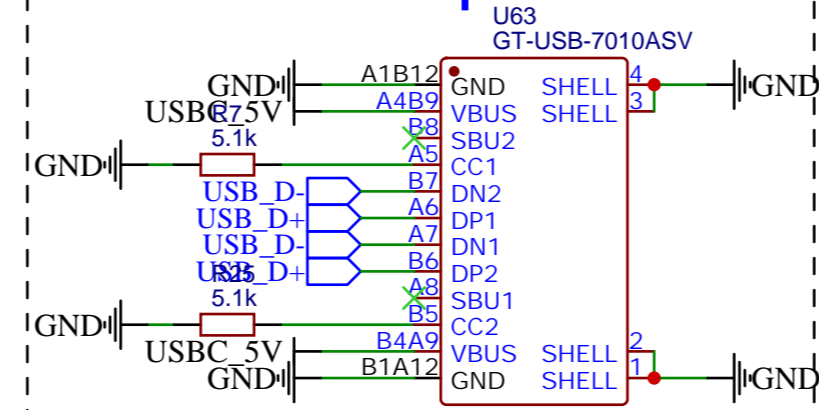 U63
GT-USB-7010ASV
GND A1B12 GND SHELL 4 GND
USBC_5V A4B9 VBUS SHELL 3
R7 B8 SBU2
5.1k
GND A5 CC1
USB_D- B7 DN2
USB_D+ A6 DP1
USB_D- A7 DN1
USB_D+ B6 DP2
R25 A8 SBU1
5.1k
GND B5 CC2
USBC_5V B4A9 VBUS SHELL 2
GND B1A12 GND SHELL 1 GND